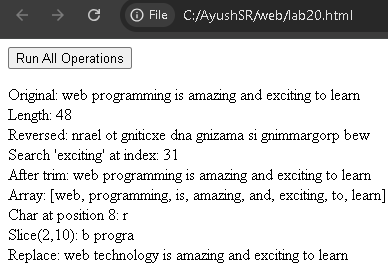 File C:/AyushSR/web/lab20.html
Run All Operations
Original: web programming is amazing and exciting to learn
Length: 48
Reversed: nrael ot gniticxe dna gnizama si gnimmargorp bew
Search 'exciting' at index: 31
After trim: web programming is amazing and exciting to learn
Array: [web, programming, is, amazing, and, exciting, to, learn]
Char at position 8: r
Slice(2,10): b progra
Replace: web technology is amazing and exciting to learn